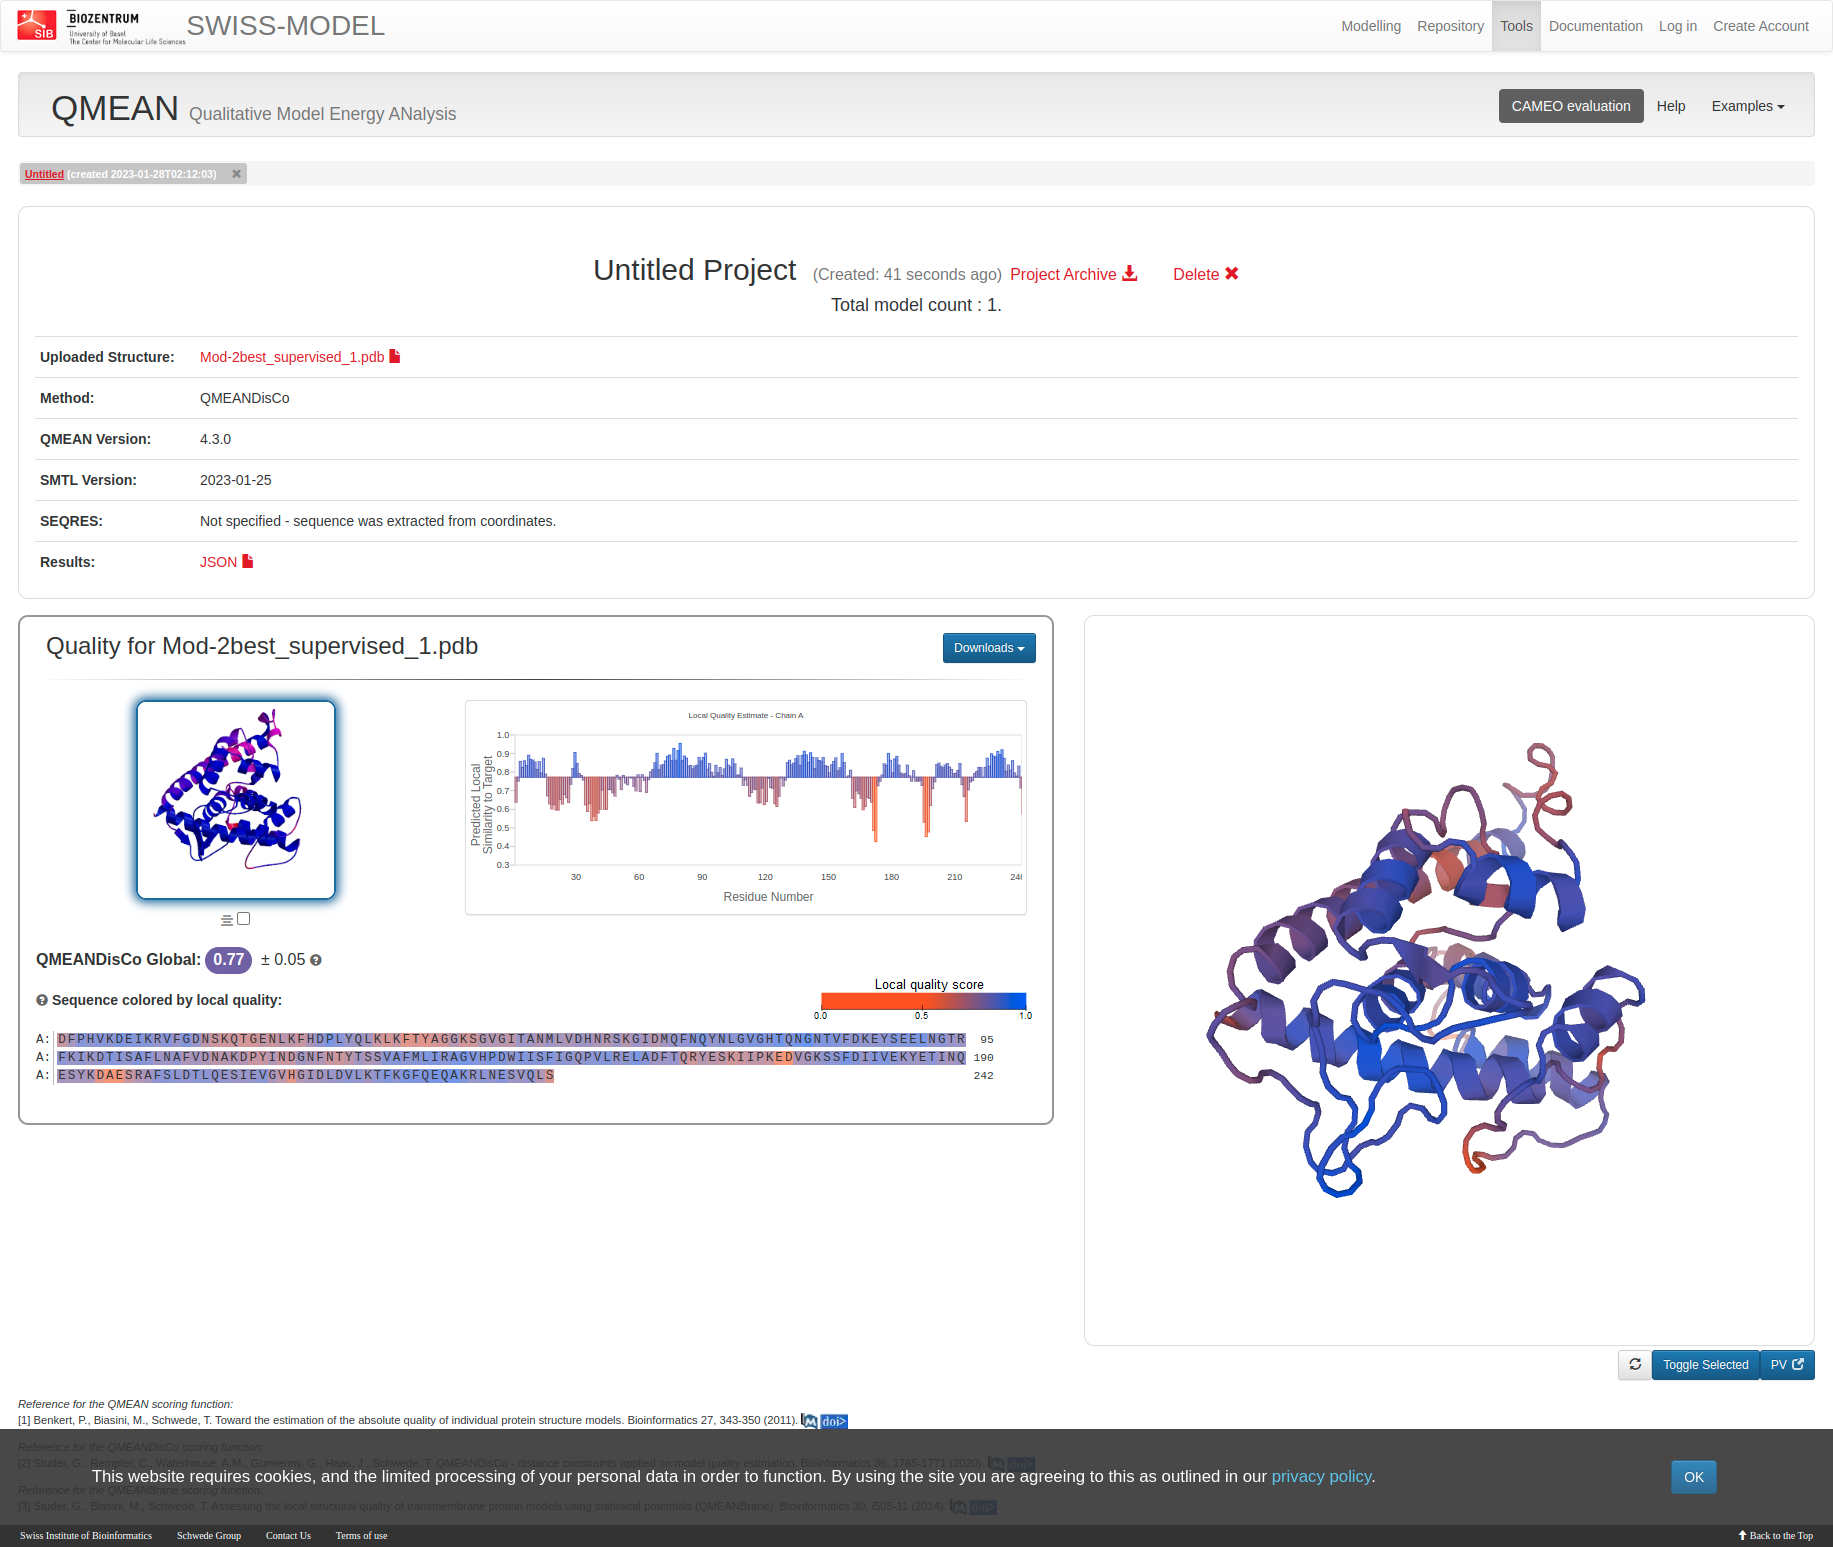 SIB
BIOZENTRUM
University of Basel
The Center for Molecular Life Sciences
SWISS-MODEL
Modelling Repository Tools Documentation Log in Create Account
QMEAN Qualitative Model Energy ANalysis
CAMEO evaluation Help Examples
Untitled (created 2023-01-28T02:12:03)
Untitled Project (Created: 41 seconds ago) Project Archive Delete
Total model count : 1.
Uploaded Structure: Mod-2best_supervised_1.pdb
Method: QMEANDisCo
QMEAN Version: 4.3.0
SMTL Version: 2023-01-25
SEQRES: Not specified - sequence was extracted from coordinates.
Results: JSON
Quality for Mod-2best_supervised_1.pdb
Downloads
Local Quality Estimate - Chain A
Predicted Local
Similarity to Target
1.0
0.9
0.8
0.7
0.6
0.5
0.4
0.3
30 60 90 120 150 180 210 24
Residue Number
QMEANDisCo Global: 0.77 ± 0.05
Sequence colored by local quality:
Local quality score
0.0 0.5 1.0
A: DFPHVKDEIKRVFGDNSKQTGENLKFHDPLYQLKLKFTYAGGKSGVGITANMLVDHNRSKGIDMQFNQYNLGVGHTQNGNTVFDKEYSEELNGTR 95
A: FKIKDTISAFLNAFVDNAKDPYINDGNFNTYTSSVAFMLIRAGVHPDWIISFIGQPVLRELADFTQRYESKIIPKEDVGKSSFDIIVEKYETINQ 190
A: ESYKDAESRAFSLDTLQESIEVGVHGIDLDVLKTFKGFQEQAKRLNESVQLS 242
Toggle Selected PV
Reference for the QMEAN scoring function:
[1] Benkert, P., Biasini, M., Schwede, T. Toward the estimation of the absolute quality of individual protein structure models. Bioinformatics 27, 343-350 (2011). M doi>
Reference for the QMEANDisCo scoring function:
[2] Studer, G., Rempfer, C., Waterhouse, A.M., Gumienny, G., Haas, J., Schwede, T. QMEANDisCo - distance constraints applied on model quality estimation. Bioinformatics 36, 1765-1771 (2020). M doi>
This website requires cookies, and the limited processing of your personal data in order to function. By using the site you are agreeing to this as outlined in our privacy policy.
OK
Reference for the QMEANBrane scoring function:
[3] Studer, G., Biasini, M., Schwede, T. Assessing the local structural quality of transmembrane protein models using statistical potentials (QMEANBrane). Bioinformatics 30, i505-11 (2014). M doi>
Swiss Institute of Bioinformatics Schwede Group Contact Us Terms of use
Back to the Top